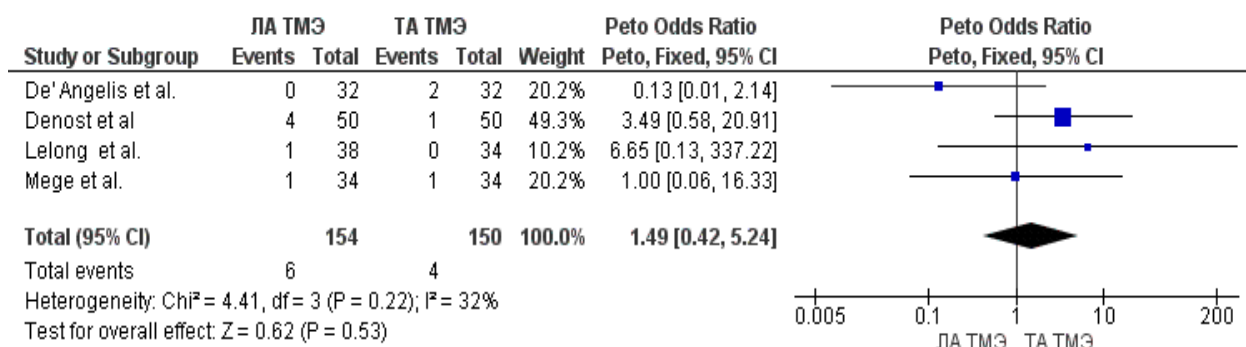 ЛА ТМЭ ТА ТМЭ Peto Odds Ratio Peto Odds Ratio
Study or Subgroup Events Total Events Total Weight Peto, Fixed, 95% CI Peto, Fixed, 95% CI
De' Angelis et al. 0 32 2 32 20.2% 0.13 [0.01, 2.14]
Denost et al 4 50 1 50 49.3% 3.49 [0.58, 20.91]
Lelong et al. 1 38 0 34 10.2% 6.65 [0.13, 337.22]
Mege et al. 1 34 1 34 20.2% 1.00 [0.06, 16.33]
Total (95% CI) 154 150 100.0% 1.49 [0.42, 5.24]
Total events 6 4
Heterogeneity: Chi² = 4.41, df = 3 (P = 0.22); I² = 32%
Test for overall effect: Z = 0.62 (P = 0.53)
0.005 0.1 1 10 200
ЛА ТМЭ ТА ТМЭ